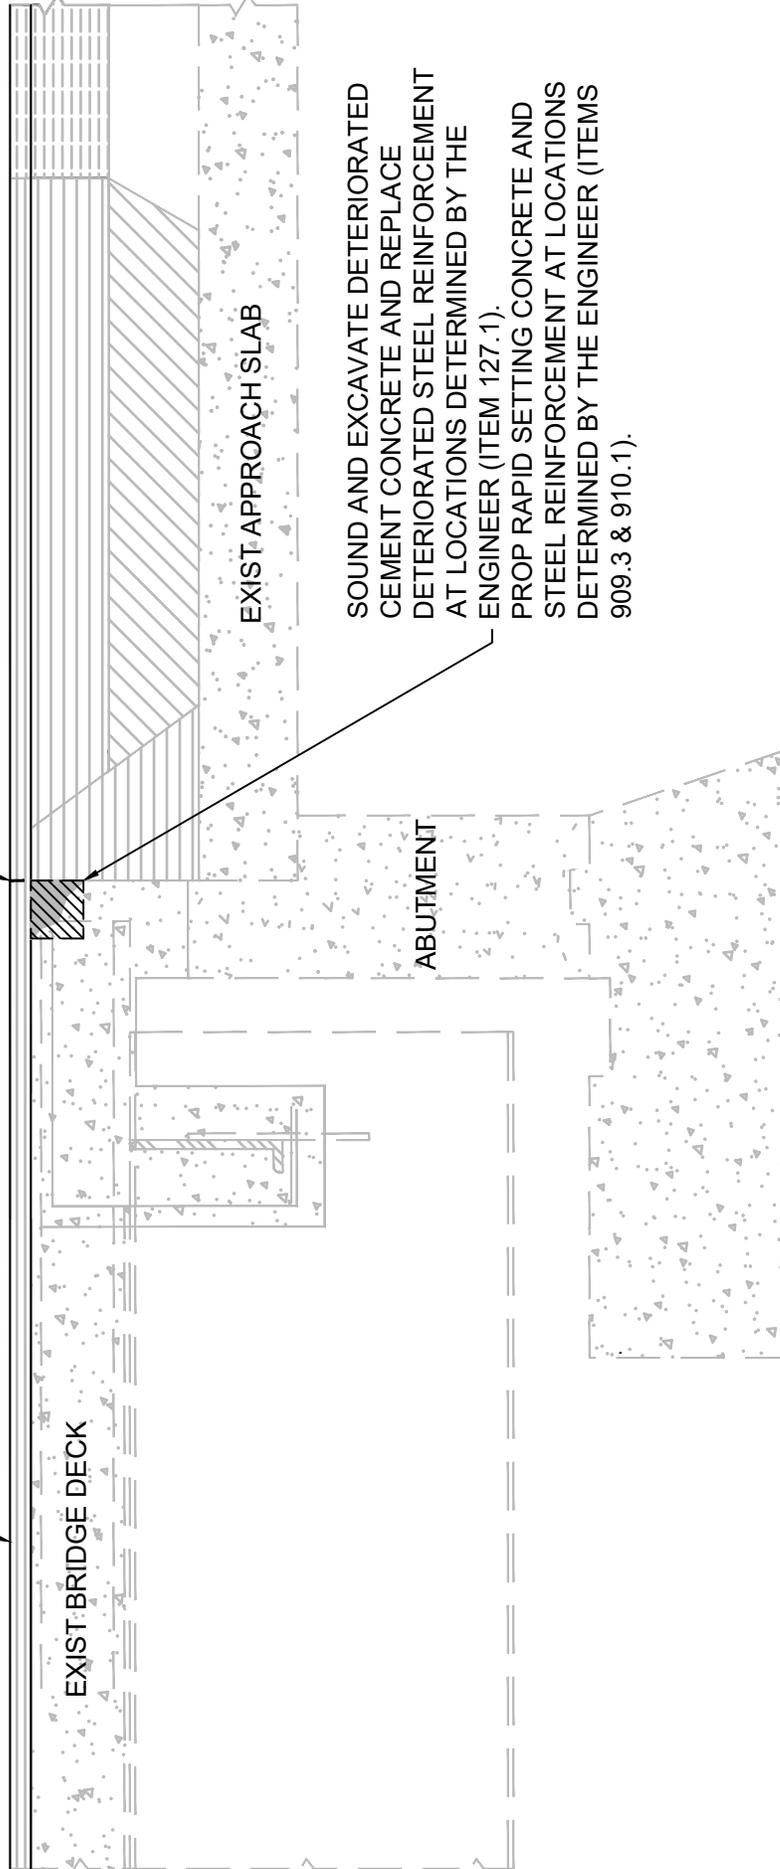 EXIST BRIDGE DECK
ABUTMENT
EXIST APPROACH SLAB
SOUND AND EXCAVATE DETERIORATED
CEMENT CONCRETE AND REPLACE
DETERIORATED STEEL REINFORCEMENT
AT LOCATIONS DETERMINED BY THE
ENGINEER (ITEM 127.1).
PROP RAPID SETTING CONCRETE AND
STEEL REINFORCEMENT AT LOCATIONS
DETERMINED BY THE ENGINEER (ITEMS
909.3 & 910.1).